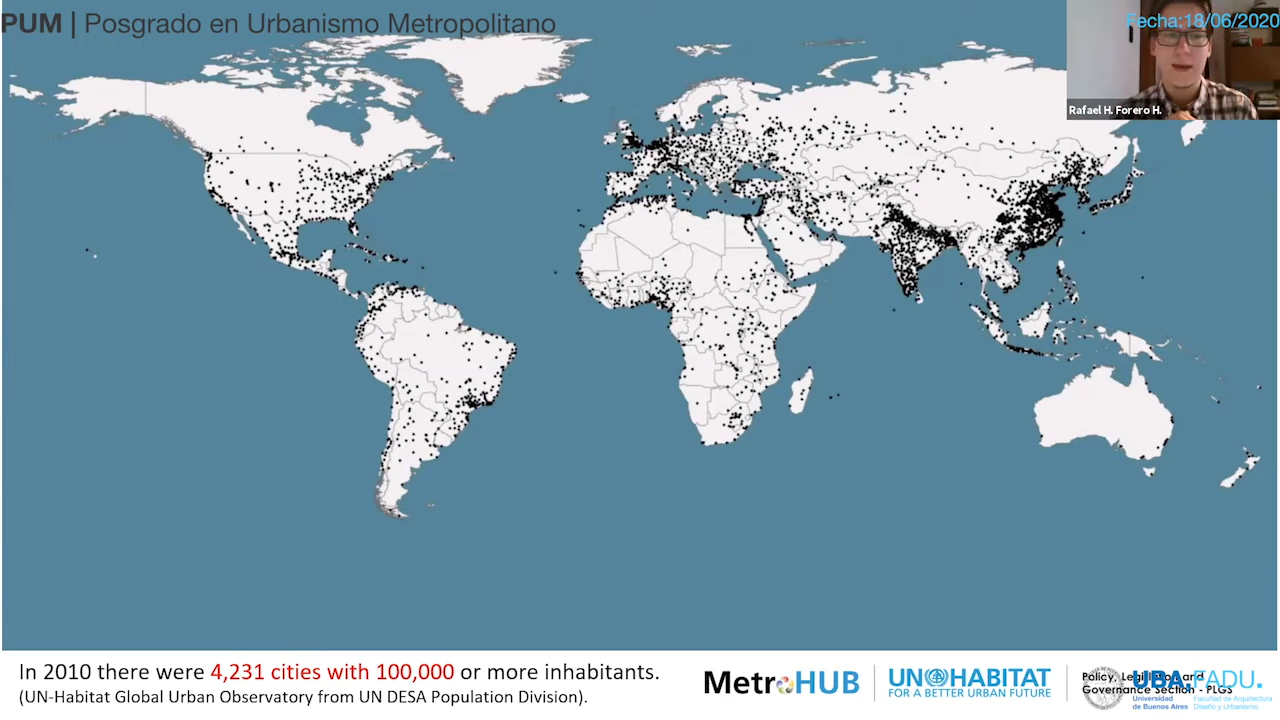 PUM | Posgrado en Urbanismo Metropolitano
Fecha:18/06/2020
Rafael H. Forero H.
In 2010 there were 4,231 cities with 100,000 or more inhabitants.
(UN-Habitat Global Urban Observatory from UN DESA Population Division).
MetroHUB
UN HABITAT
FOR A BETTER URBAN FUTURE
Policy, Legislation and
Governance Section - PLGS
UBA.FADU.
Universidad
de Buenos Aires
Facultad de Arquitectura
Diseño y Urbanismo